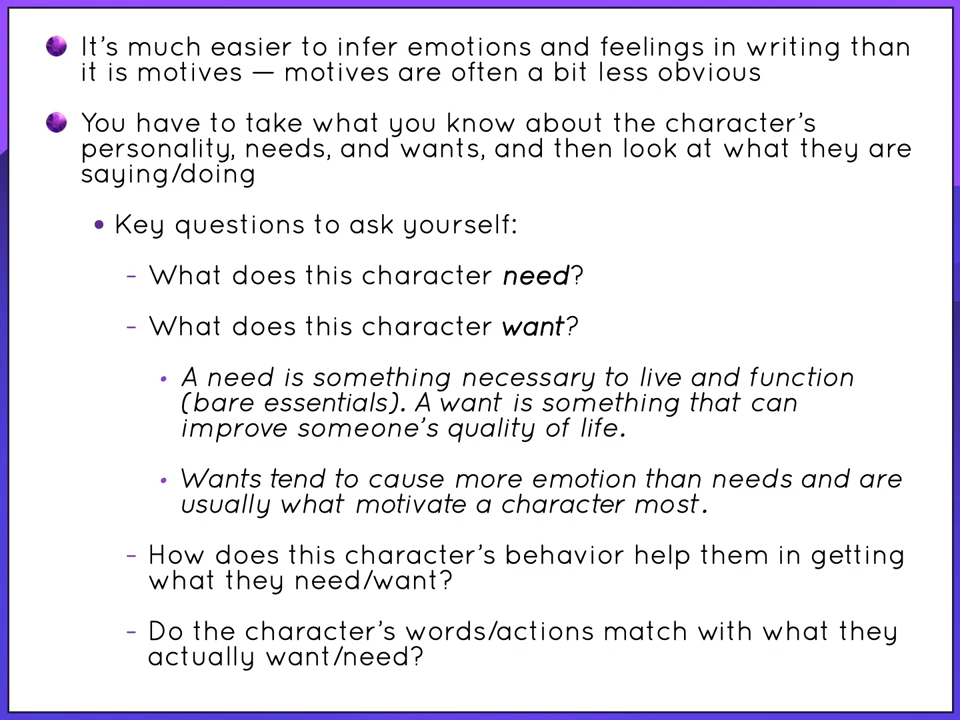 It's much easier to infer emotions and feelings in writing than
it is motives — motives are often a bit less obvious
You have to take what you know about the character's
personality, needs, and wants, and then look at what they are
saying/doing
• Key questions to ask yourself:
- What does this character need?
- What does this character want?
• A need is something necessary to live and function
(bare essentials). A want is something that can
improve someone's quality of life.
• Wants tend to cause more emotion than needs and are
usually what motivate a character most.
- How does this character's behavior help them in getting
what they need/want?
- Do the character's words/actions match with what they
actually want/need?